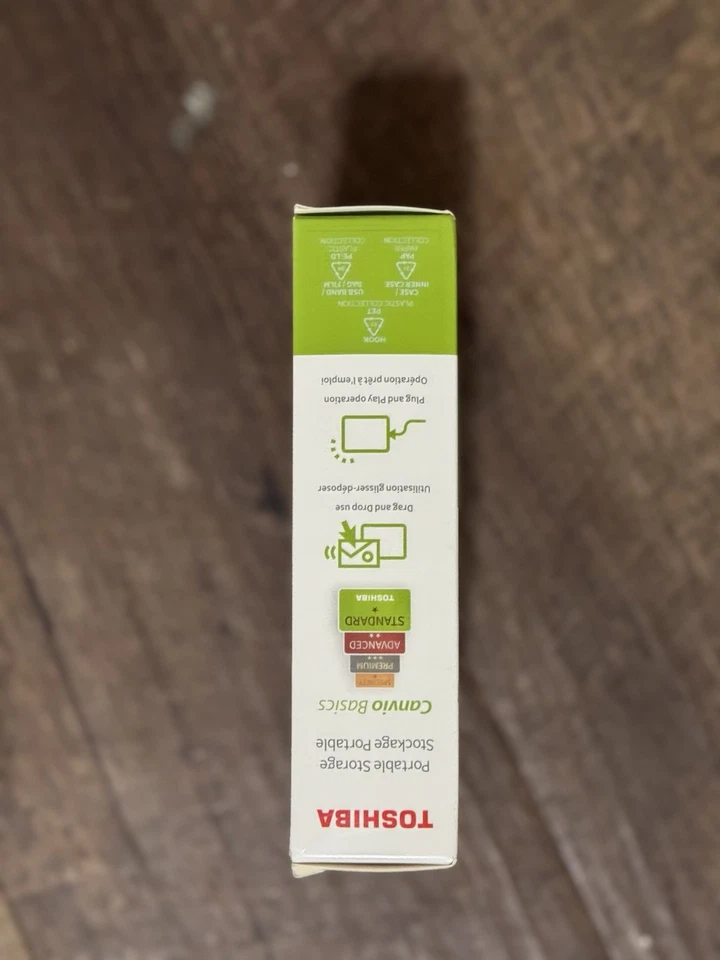 TOSHIBA
Portable Storage
Stockage Portable
Canvio Basics
PREMIUM
ADVANCED
STANDARD
TOSHIBA
Drag and Drop use
Utilisation glisser-déposer
Plug and Play operation
Opération prêt à l'emploi
HOOK
PET
PLASTIC COLLECTION
CASE /
INNER CASE
PAP
PAPER
COLLECTION
USB BAND /
BAG / FILM
PE-LD
PLASTIC
COLLECTION